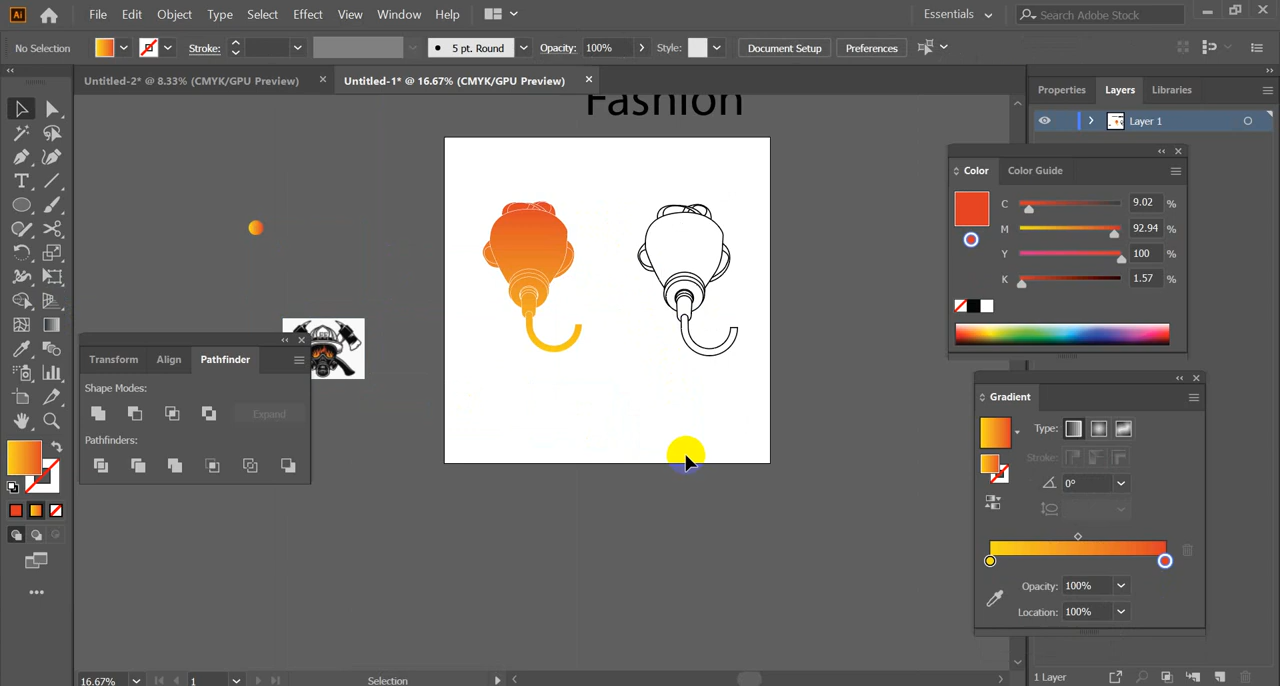 Ai File Edit Object Type Select Effect View Window Help Essentials Search Adobe Stock
No Selection Stroke: 5 pt. Round Opacity: 100% Style: Document Setup Preferences
Untitled-2* @ 8.33% (CMYK/GPU Preview) Untitled-1* @ 16.67% (CMYK/GPU Preview)
Properties Layers Libraries
Fashion
Layer 1
Color Color Guide
C 9.02 %
M 92.94 %
Y 100 %
K 1.57 %
Transform Align Pathfinder
Shape Modes:
Expand
Pathfinders:
Gradient
Type:
Stroke:
0°
Opacity: 100%
Location: 100%
16.67% 1 Selection
1 Layer